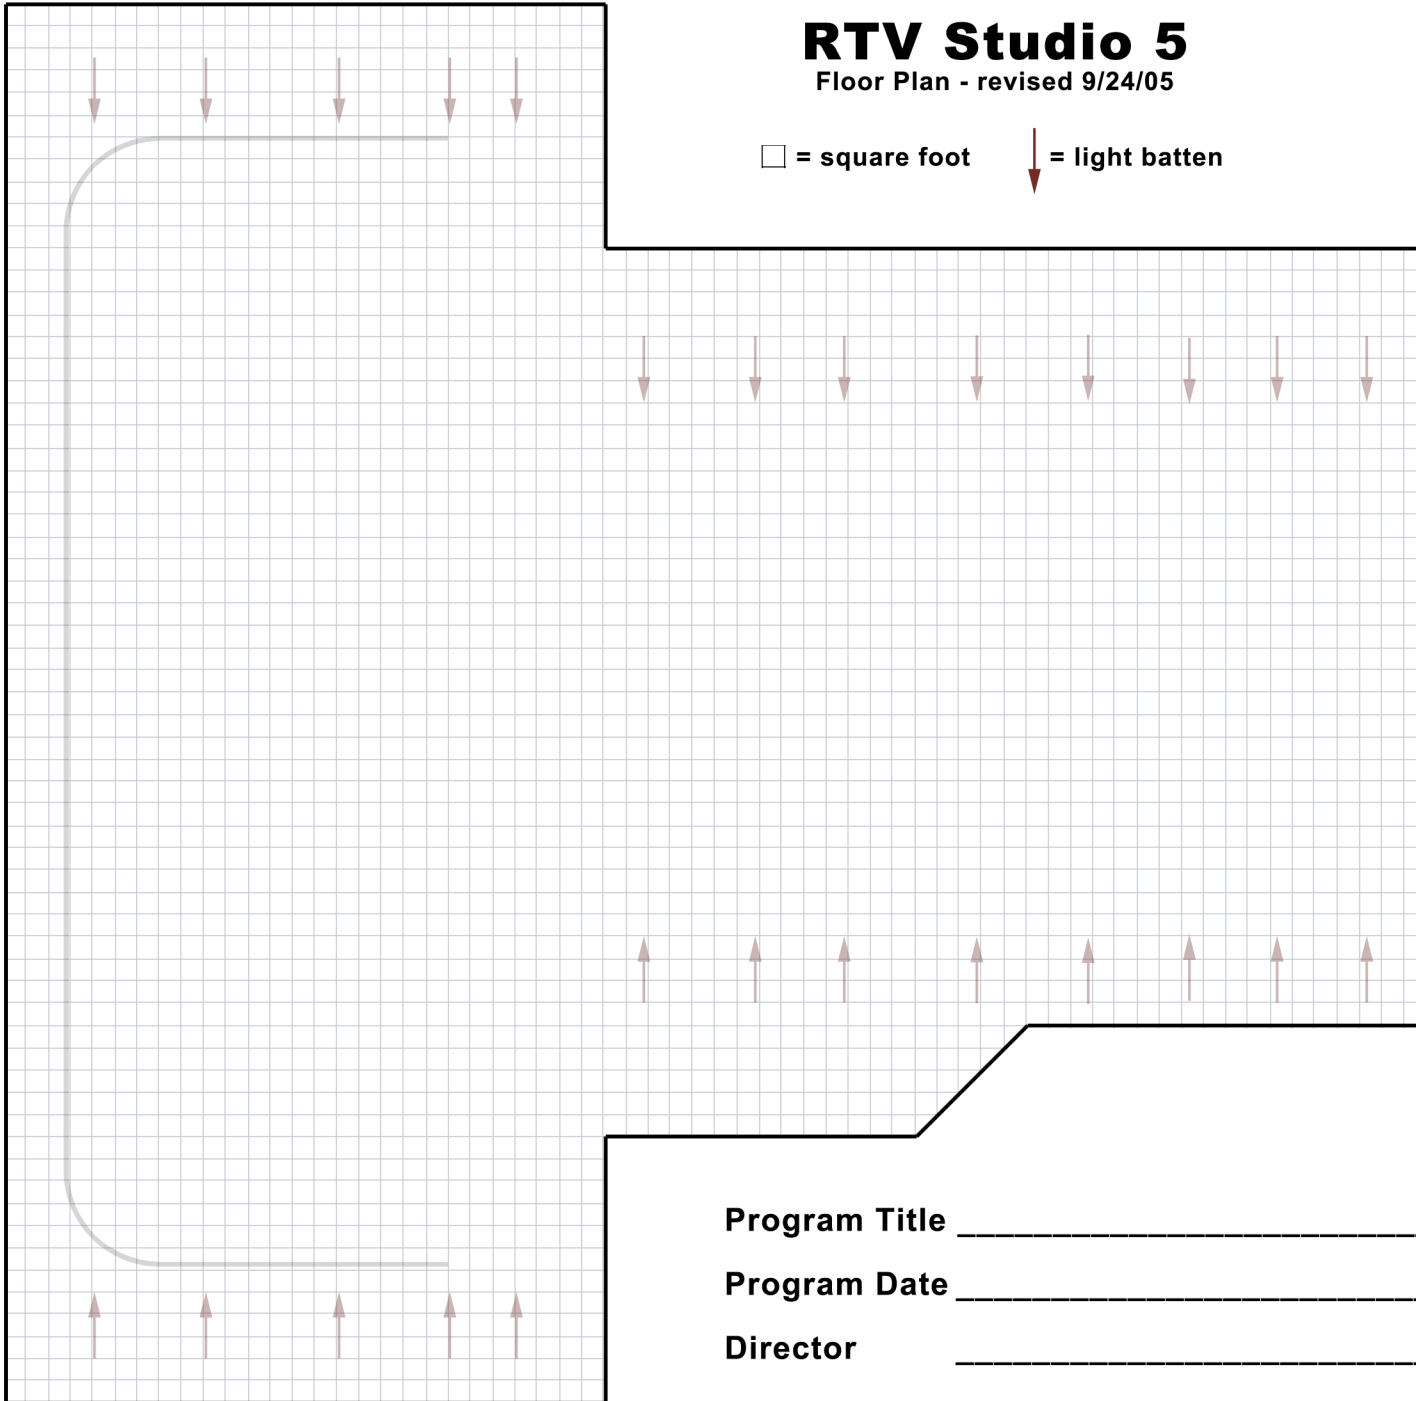 RTV Studio 5
Floor Plan - revised 9/24/05
= square foot
= light batten
Program Title
Program Date
Director